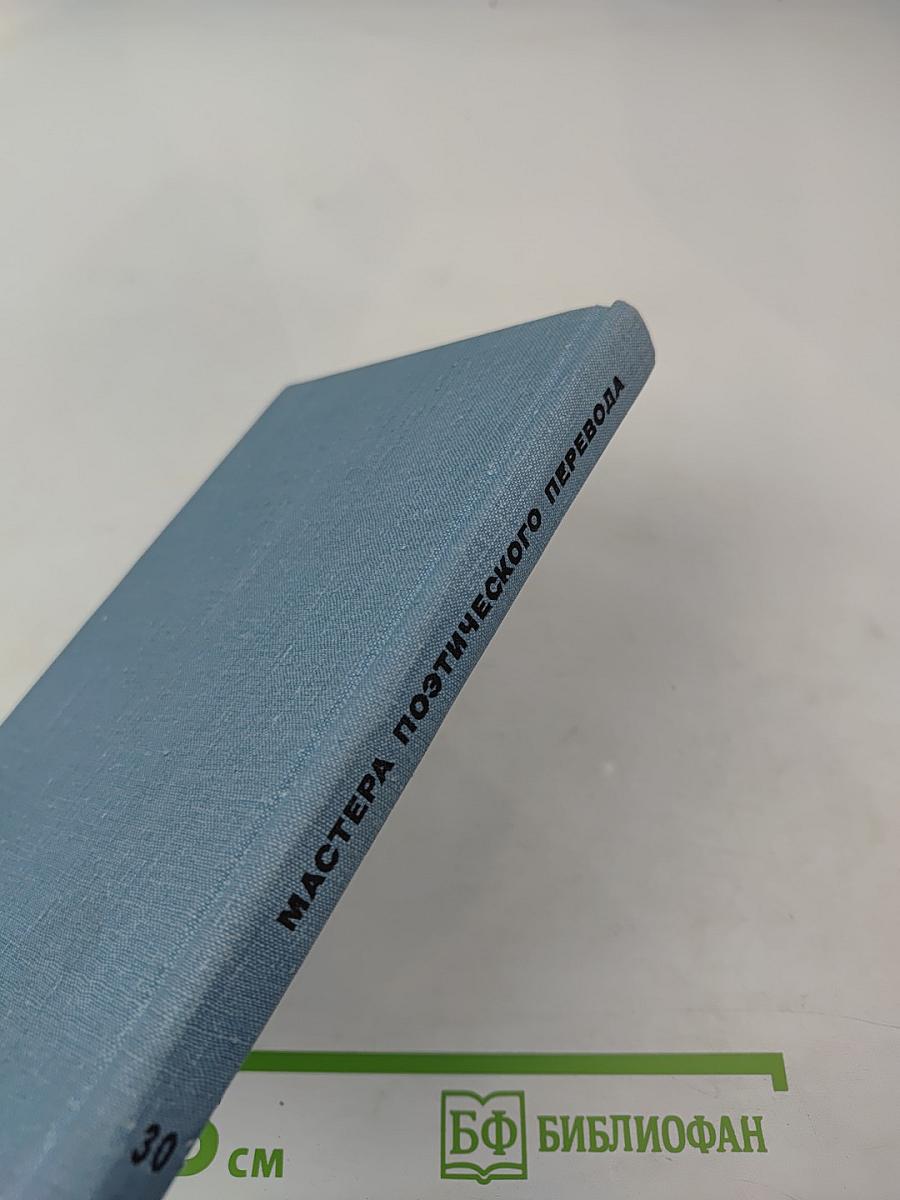 МАСТЕРА ПОЭТИЧЕСКОГО ПЕРЕВОДА
30
см
БФ БИБЛИОФАН